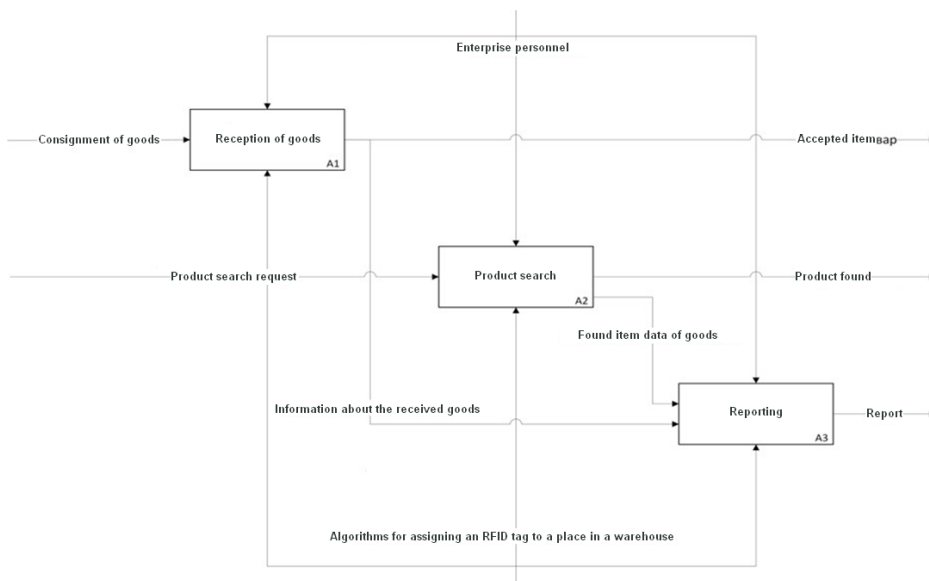 Enterprise personnel
Consignment of goods
Reception of goods
A1
Accepted itemвар
Product search request
Product search
A2
Product found
Found item data of goods
Information about the received goods
Reporting
A3
Report
Algorithms for assigning an RFID tag to a place in a warehouse